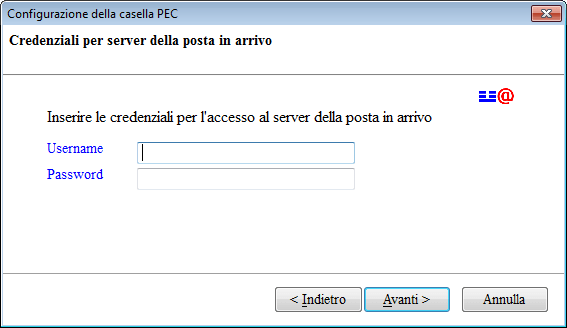 Configurazione della casella PEC
Credenziali per server della posta in arrivo
@
Inserire le credenziali per l'accesso al server della posta in arrivo
Username
Password
< Indietro
Avanti >
Annulla